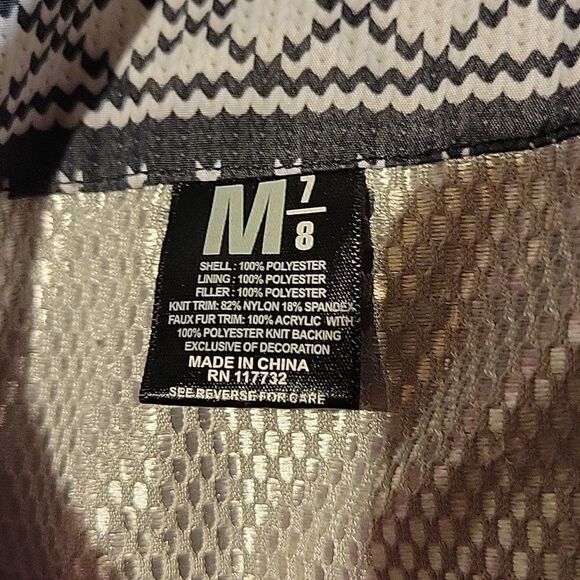 M 7/8
SHELL : 100% POLYESTER
LINING : 100% POLYESTER
FILLER : 100% POLYESTER
KNIT TRIM: 82% NYLON 18% SPANDEX
FAUX FUR TRIM: 100% ACRYLIC WITH
100% POLYESTER KNIT BACKING
EXCLUSIVE OF DECORATION
MADE IN CHINA
RN 117732
SEE REVERSE FOR CARE